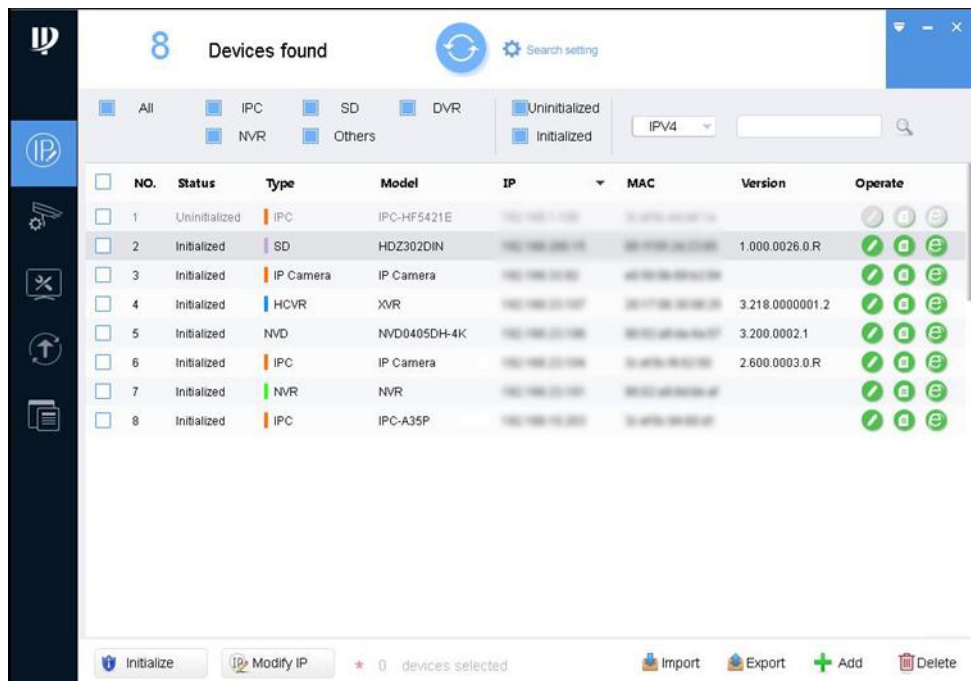 8 Devices found Search setting
All IPC SD DVR Uninitialized
NVR Others Initialized IPV4
NO. Status Type Model IP MAC Version Operate
1 Uninitialized IPC IPC-HF5421E
2 Initialized SD HDZ302DIN 1.000.0026.0.R
3 Initialized IP Camera IP Camera
4 Initialized HCVR XVR 3.218.0000001.2
5 Initialized NVD NVD0405DH-4K 3.200.0002.1
6 Initialized IPC IP Camera 2.600.0003.0.R
7 Initialized NVR NVR
8 Initialized IPC IPC-A35P
Initialize Modify IP * 0 devices selected Import Export Add Delete